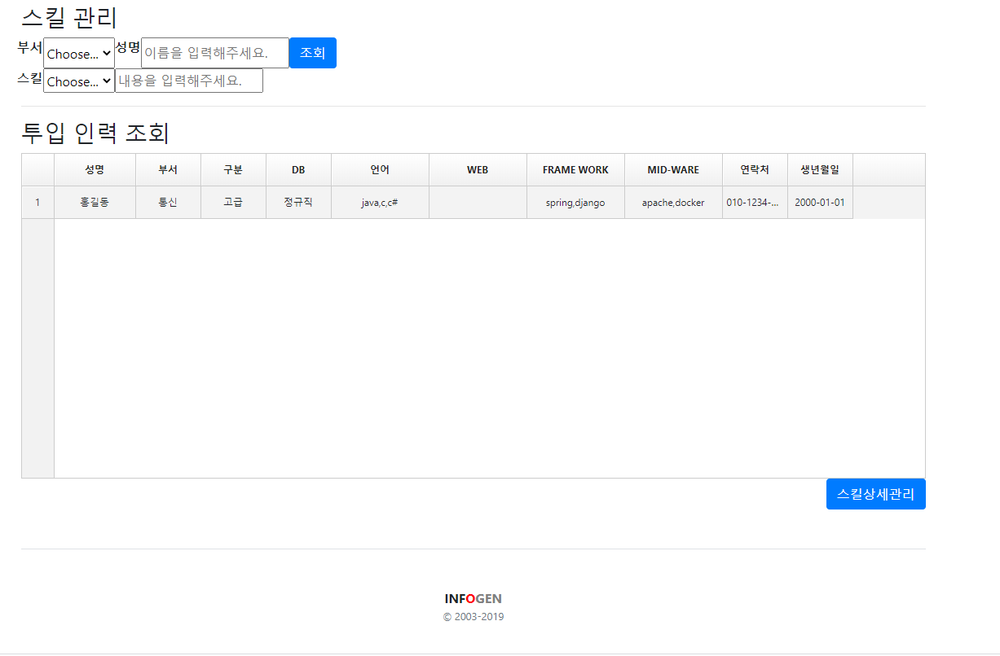 스킬 관리
부서 Choose... 성명 이름을 입력해주세요. 조회
스킬 Choose... 내용을 입력해주세요.
투입 인력 조회
성명 부서 구분 DB 언어 WEB FRAME WORK MID-WARE 연락처 생년월일
1 홍길동 통신 고급 정규직 java,c,c# spring,django apache,docker 010-1234-... 2000-01-01
스킬상세관리
INFOGEN
© 2003-2019